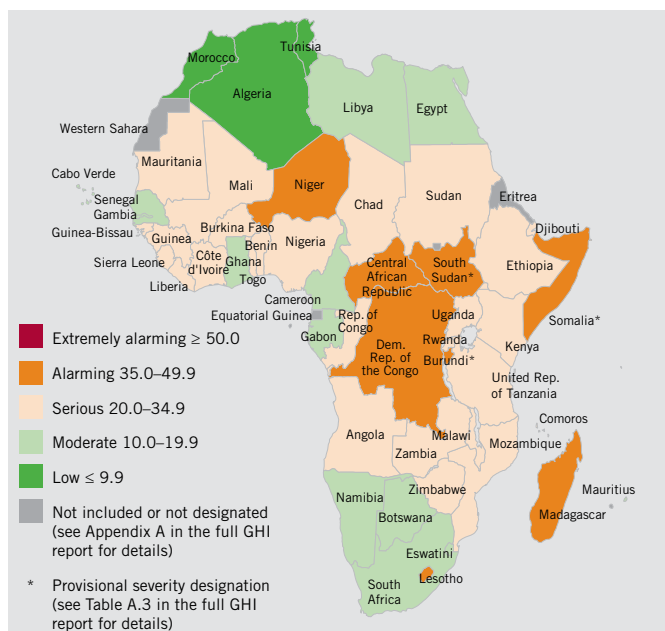 Tunisia
Morocco
Algeria
Libya
Egypt
Western Sahara
Mauritania
Mali
Niger
Chad
Sudan
Eritrea
Cabo Verde
Senegal
Gambia
Guinea-Bissau
Guinea
Burkina Faso
Benin
Nigeria
Djibouti
Sierra Leone
Côte
d'Ivoire
Ghana
Togo
Liberia
Central
African
Republic
South
Sudan*
Ethiopia
Cameroon
Equatorial Guinea
Rep. of
Congo
Gabon
Uganda
Somalia*
Rwanda
Kenya
Dem.
Rep. of
the Congo
Burundi*
United Rep.
of Tanzania
Comoros
Angola
Malawi
Zambia
Mozambique
Zimbabwe
Mauritius
Madagascar
Namibia
Botswana
Eswatini
Lesotho
South
Africa
Extremely alarming ≥ 50.0
Alarming 35.0–49.9
Serious 20.0–34.9
Moderate 10.0–19.9
Low ≤ 9.9
Not included or not designated
(see Appendix A in the full GHI
report for details)
* Provisional severity designation
(see Table A.3 in the full GHI
report for details)